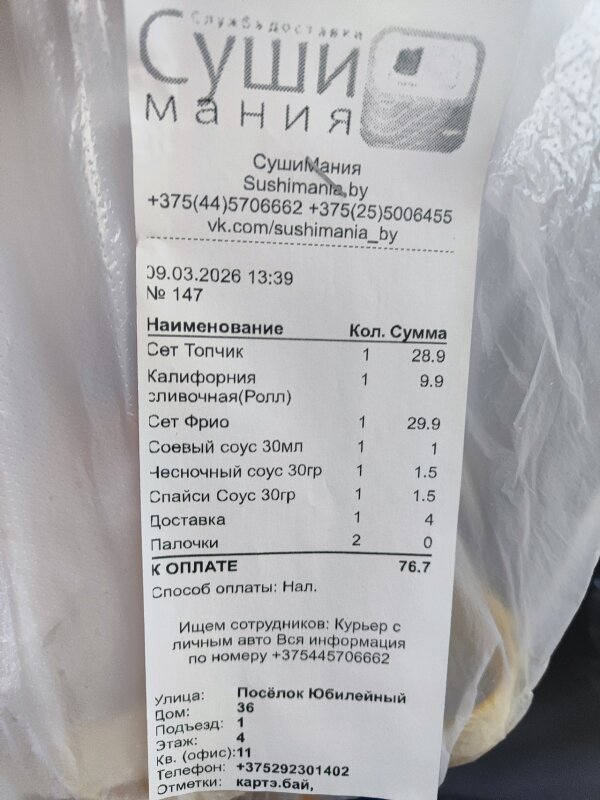 Служба доставки
Суши
мания
СушиМания
Sushimania.by
+375(44)5706662 +375(25)5006455
vk.com/sushimania_by
09.03.2026 13:39
№ 147
Наименование Кол. Сумма
Сет Топчик 1 28.9
Калифорния 1 9.9
сливочная(Ролл)
Сет Фрио 1 29.9
Соевый соус 30мл 1 1
Чесночный соус 30гр 1 1.5
Спайси Соус 30гр 1 1.5
Доставка 1 4
Палочки 2 0
К ОПЛАТЕ 76.7
Способ оплаты: Нал.
Ищем сотрудников: Курьер с
личным авто Вся информация
по номеру +375445706662
Улица: Посёлок Юбилейный
Дом: 36
Подъезд: 1
Этаж: 4
Кв. (офис): 11
Телефон: +375292301402
Отметки: картэ.бай,